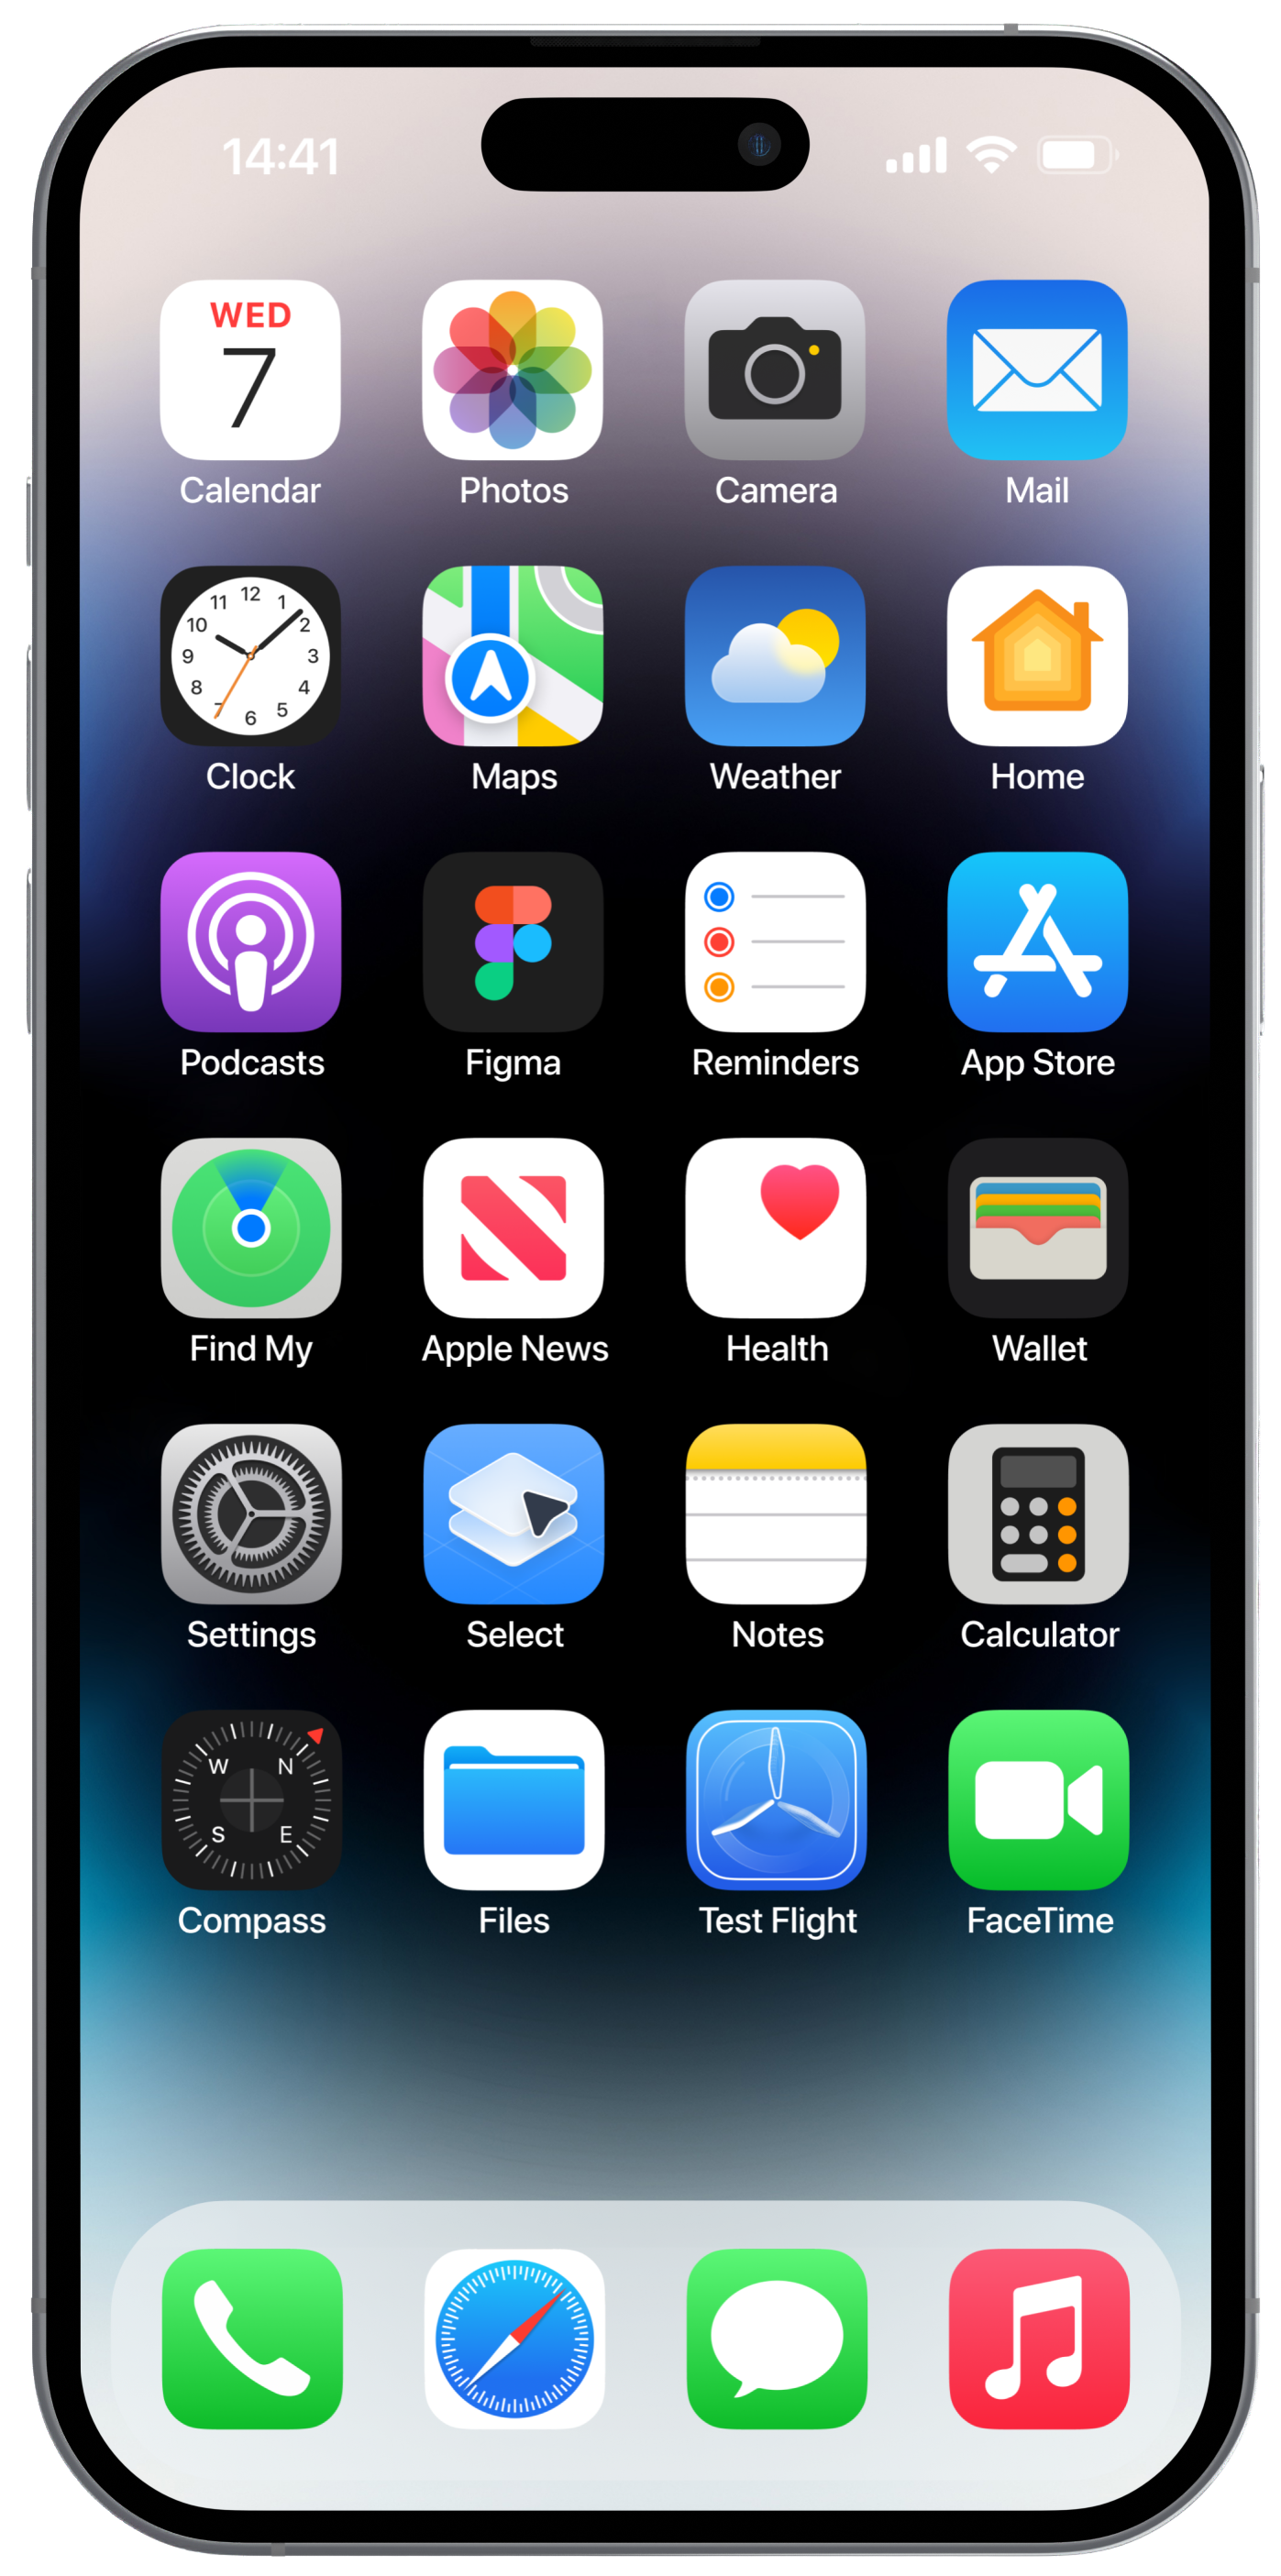 14:41
WED
7
Calendar Photos Camera Mail
12
11 1
10 2
9 3
8 4
7 6 5
Clock Maps Weather Home
Podcasts Figma Reminders App Store
Find My Apple News Health Wallet
Settings Select Notes Calculator
W N
S E
Compass Files Test Flight FaceTime